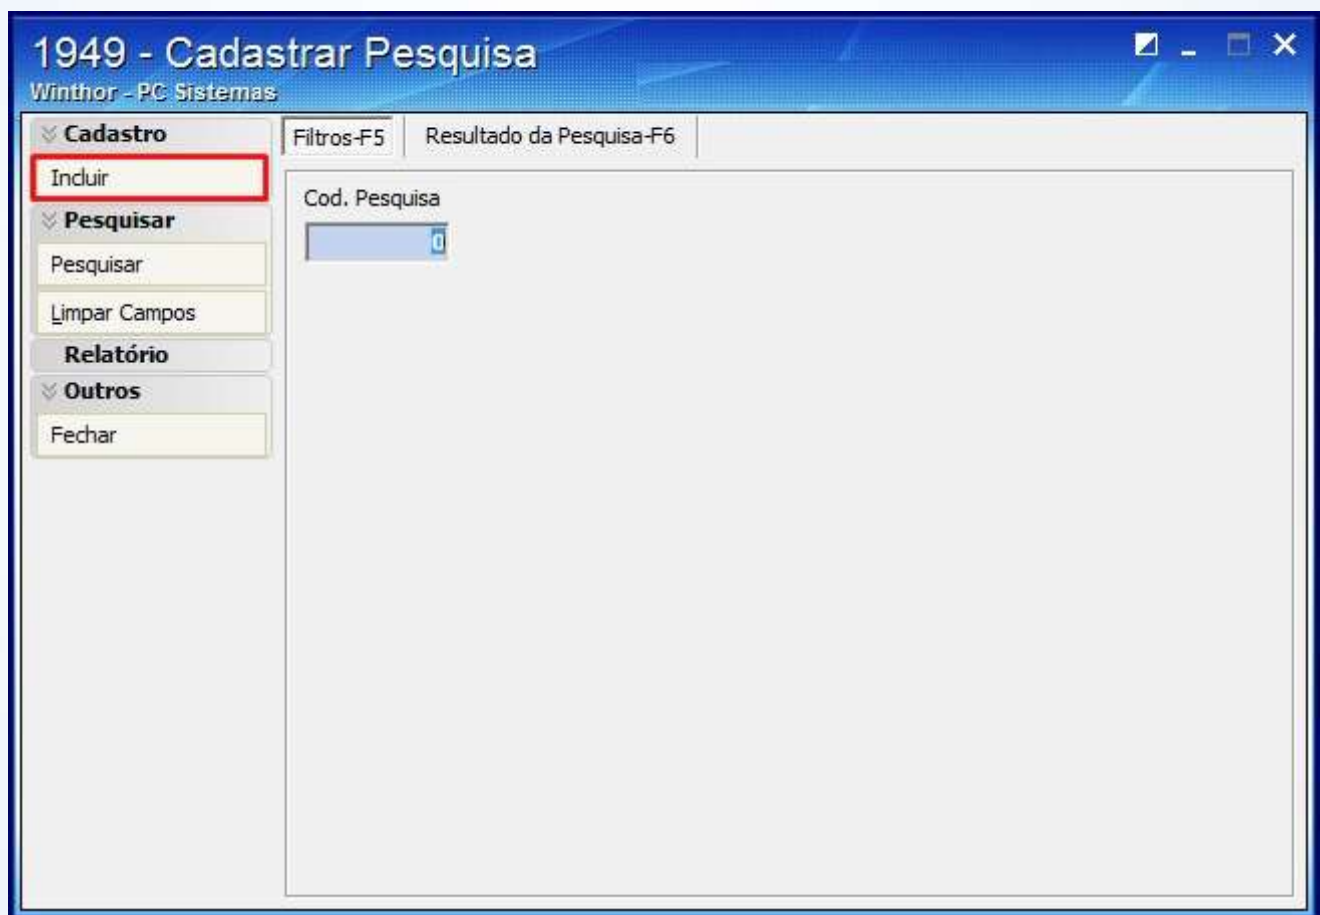 1949 - Cadastrar Pesquisa
Winthor - PC Sistemas
Cadastro
Incluir
Pesquisar
Pesquisar
Limpar Campos
Relatório
Outros
Fechar
Filtros-F5 Resultado da Pesquisa-F6
Cod. Pesquisa
0